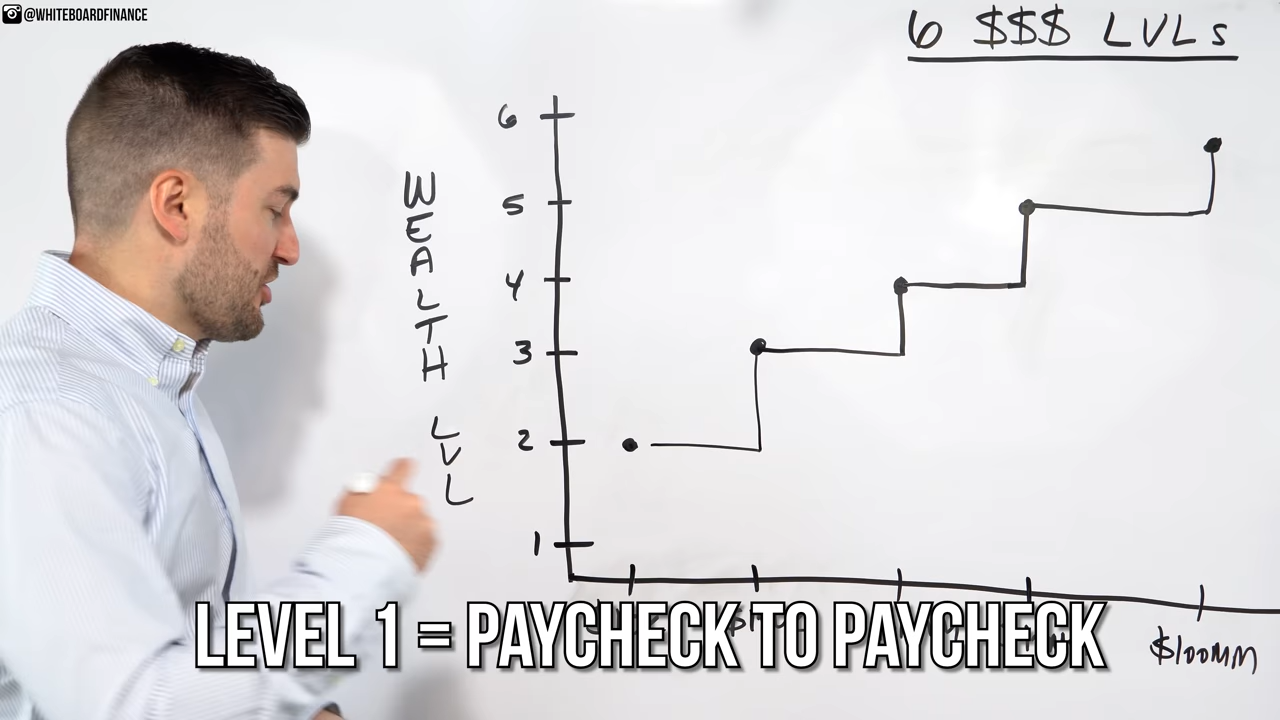 @WHITEBOARDFINANCE
6 $$$ LVLs
WEALTH LVL
6
5
4
3
2
1
$100MM
LEVEL 1 = PAYCHECK TO PAYCHECK